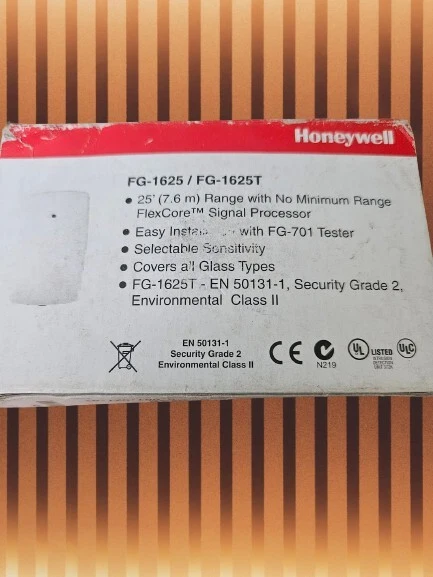 Honeywell
FG-1625 / FG-1625T
• 25' (7.6 m) Range with No Minimum Range
FlexCore™ Signal Processor
• Easy with FG-701 Tester
• Selectable Sensitivity
• Covers all Glass Types
• FG-1625T - EN 50131-1, Security Grade 2,
Environmental Class II
EN 50131-1
Security Grade 2
Environmental Class II
CE
N219
UL LISTED
ULC